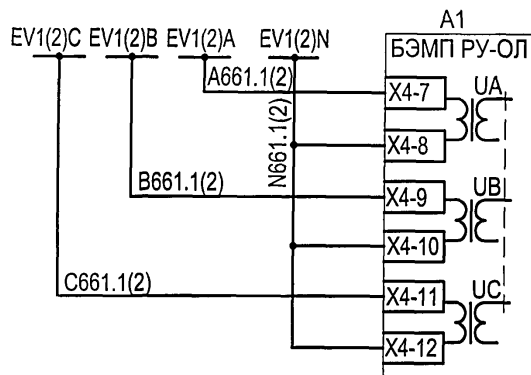 A1
EV1(2)C EV1(2)B EV1(2)A EV1(2)N
БЭМП РУ-ОЛ
A661.1(2)
X4-7
UA
N661.1(2)
X4-8
B661.1(2)
X4-9
UB
X4-10
C661.1(2)
X4-11
UC
X4-12